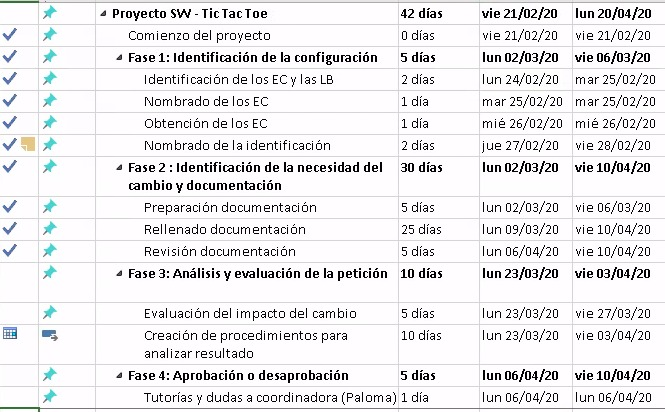 Proyecto SW - Tic Tac Toe 42 días vie 21/02/20 lun 20/04/20
Comienzo del proyecto 0 días vie 21/02/20 vie 21/02/20
Fase 1: Identificación de la configuración 5 días lun 02/03/20 vie 06/03/20
Identificación de los EC y las LB 2 días lun 24/02/20 mar 25/02/20
Nombrado de los EC 1 día mar 25/02/20 mar 25/02/20
Obtención de los EC 1 día mié 26/02/20 mié 26/02/20
Nombrado de la identificación 2 días jue 27/02/20 vie 28/02/20
Fase 2 : Identificación de la necesidad del 30 días lun 02/03/20 vie 10/04/20
cambio y documentación
Preparación documentación 5 días lun 02/03/20 vie 06/03/20
Rellenado documentación 25 días lun 09/03/20 vie 10/04/20
Revisión documentación 5 días lun 06/04/20 vie 10/04/20
Fase 3: Análisis y evaluación de la petición 10 días lun 23/03/20 vie 03/04/20
Evaluación del impacto del cambio 5 días lun 23/03/20 vie 27/03/20
Creación de procedimientos para 10 días lun 23/03/20 vie 03/04/20
analizar resultado
Fase 4: Aprobación o desaprobación 5 días lun 06/04/20 vie 10/04/20
Tutorías y dudas a coordinadora (Paloma) 1 día lun 06/04/20 lun 06/04/20